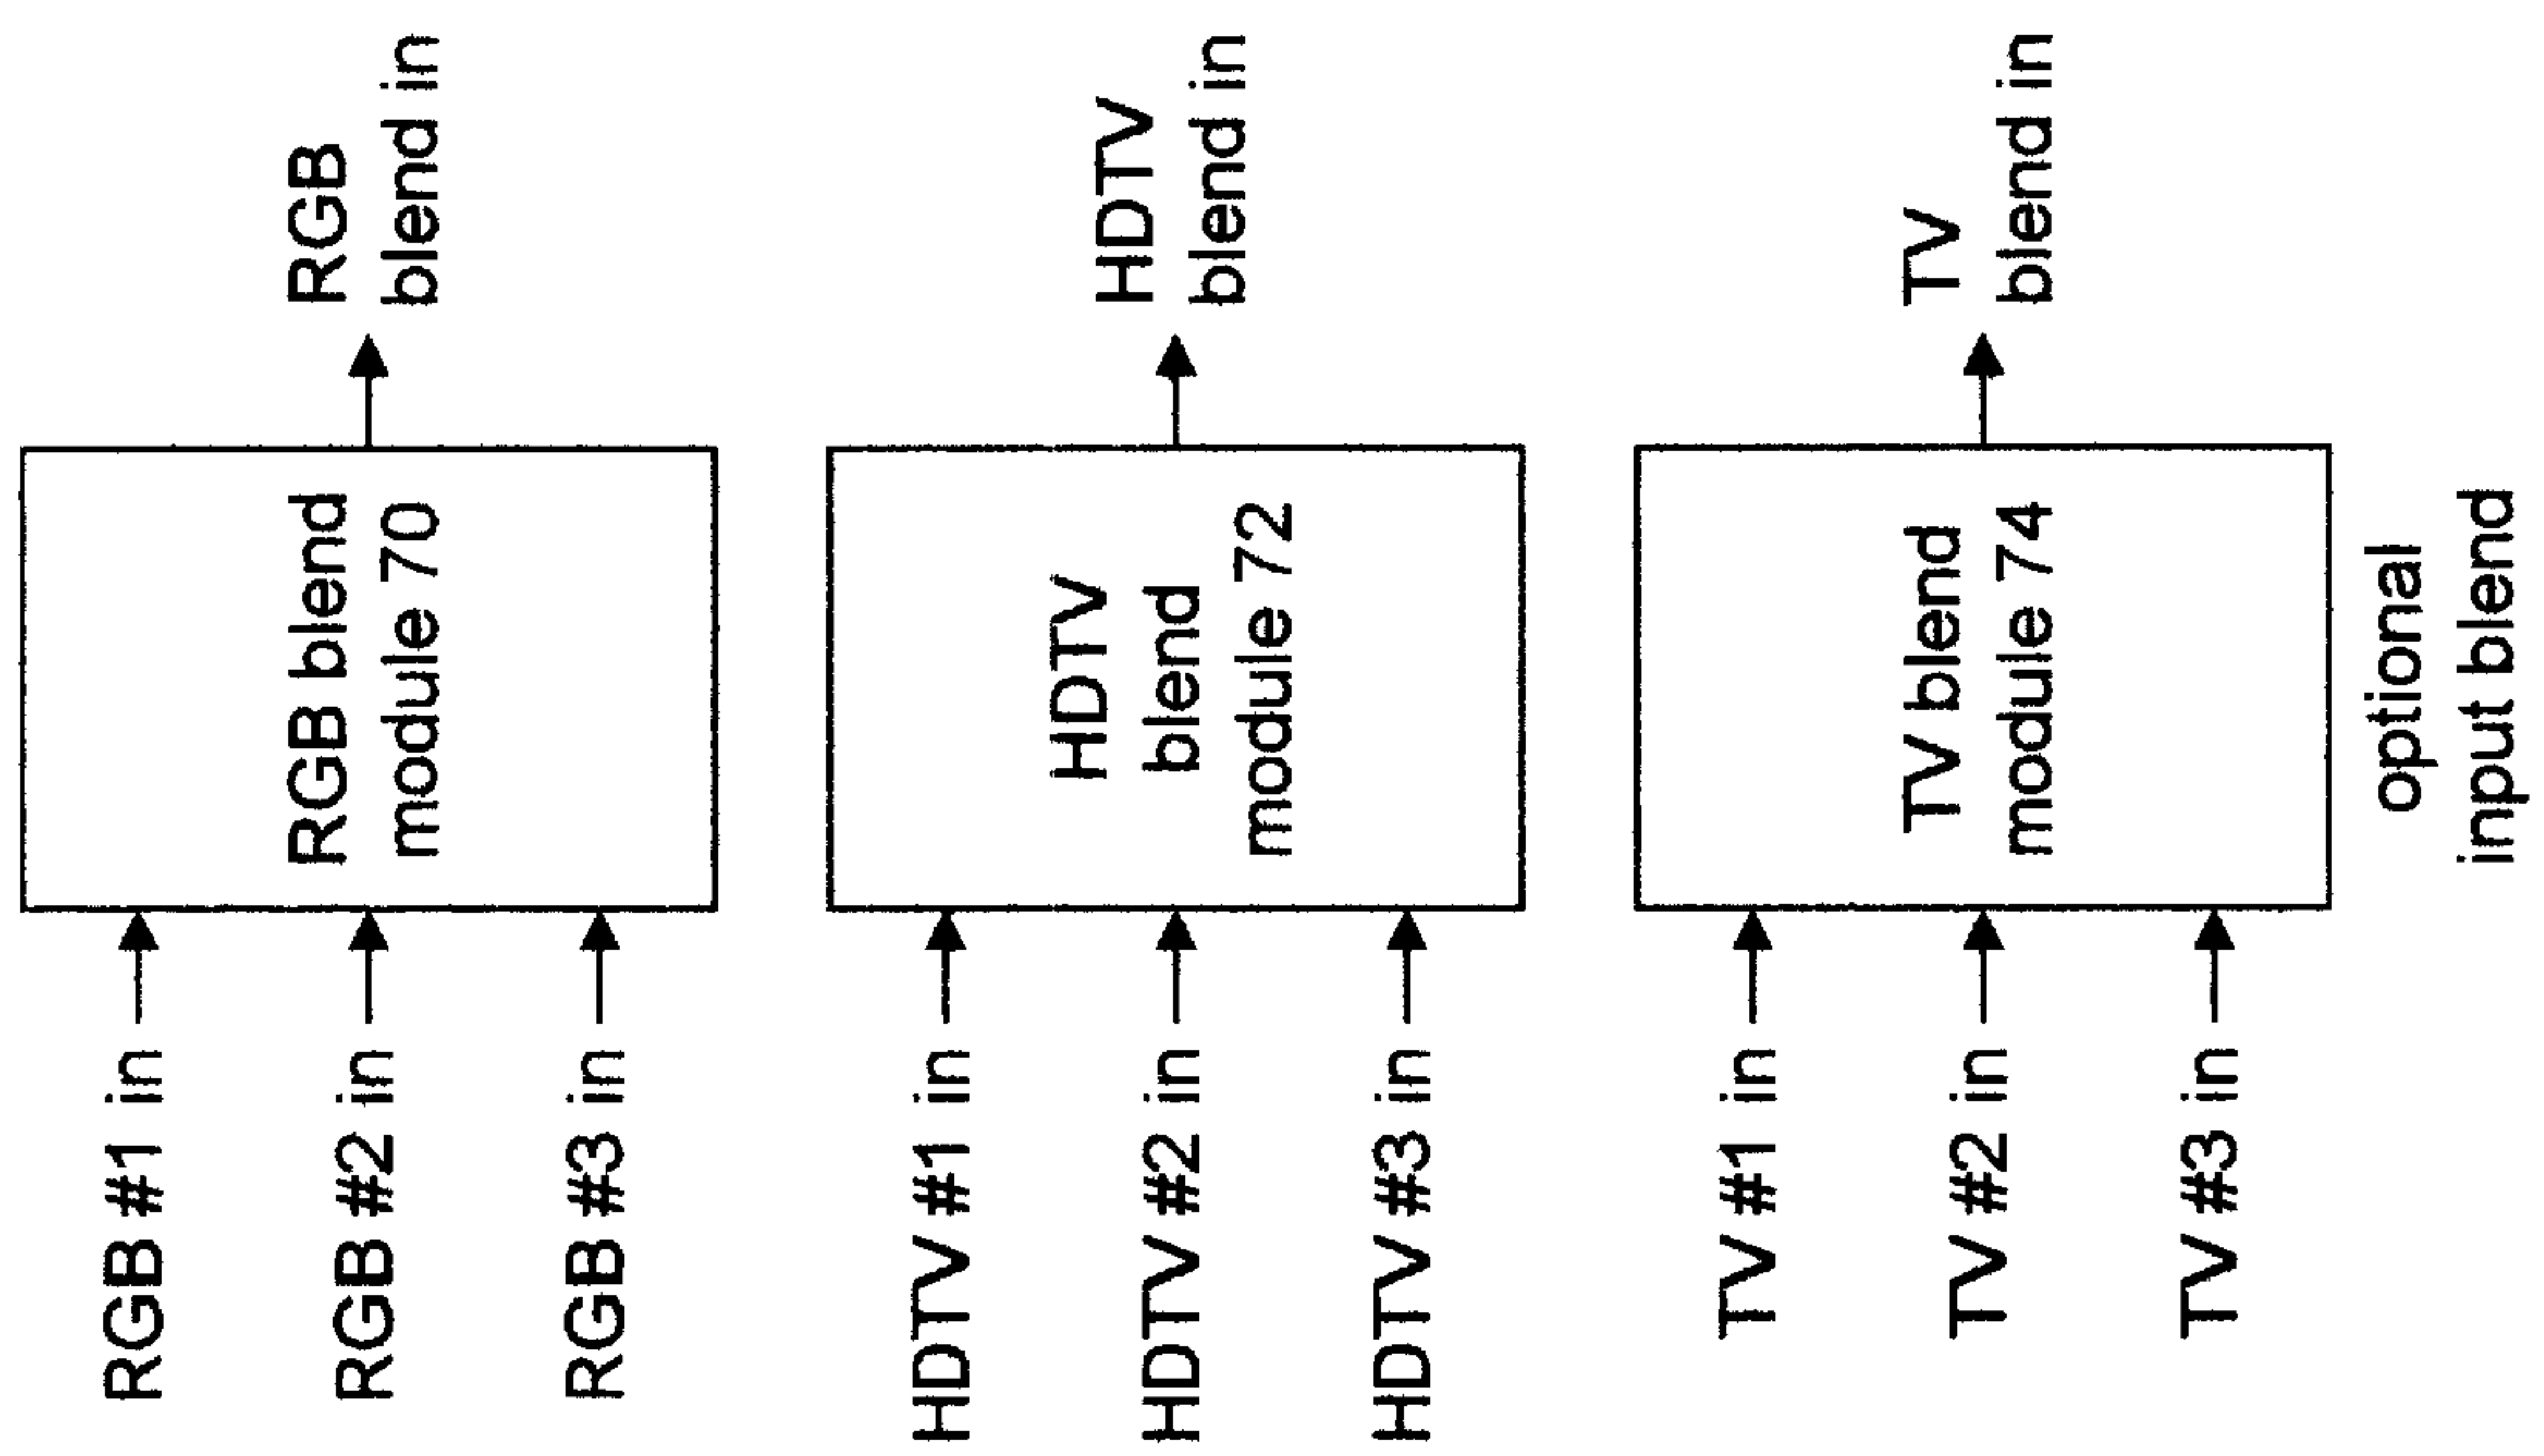 RGB #1 in
RGB #2 in
RGB #3 in
RGB blend
module 70
RGB
blend in
HDTV #1 in
HDTV #2 in
HDTV #3 in
HDTV
blend
module 72
HDTV
blend in
TV #1 in
TV #2 in
TV #3 in
TV blend
module 74
TV
blend in
optional
input blend